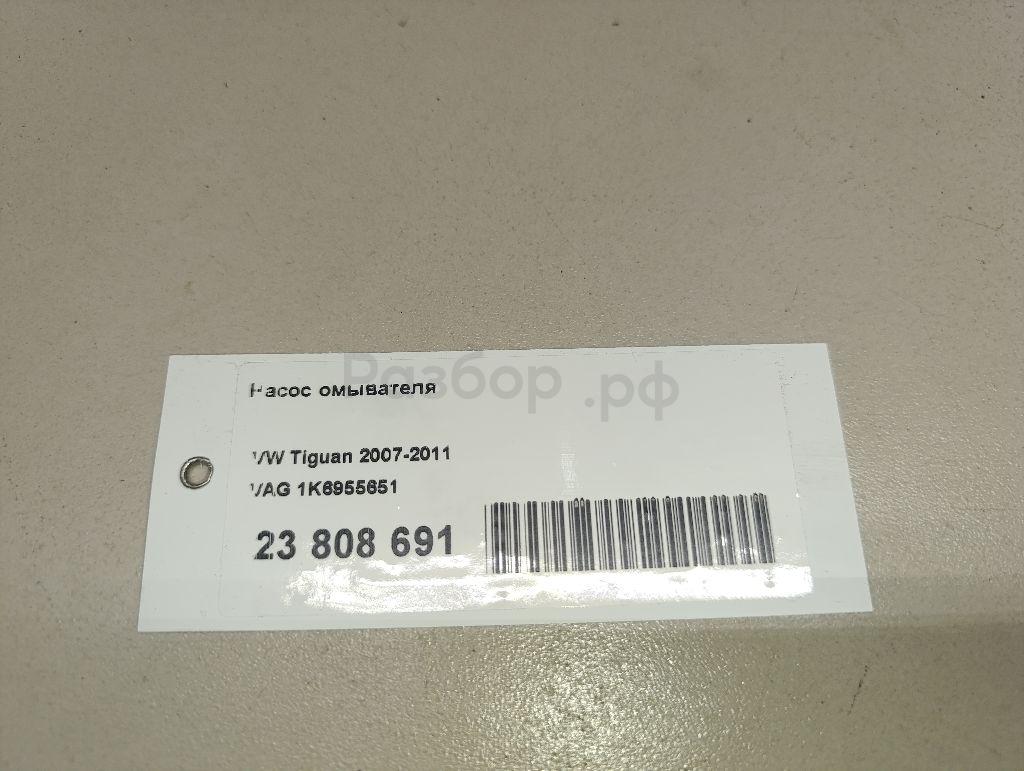 Разбор.рф
Насос омывателя
VW Tiguan 2007-2011
VAG 1K6955651
23 808 691